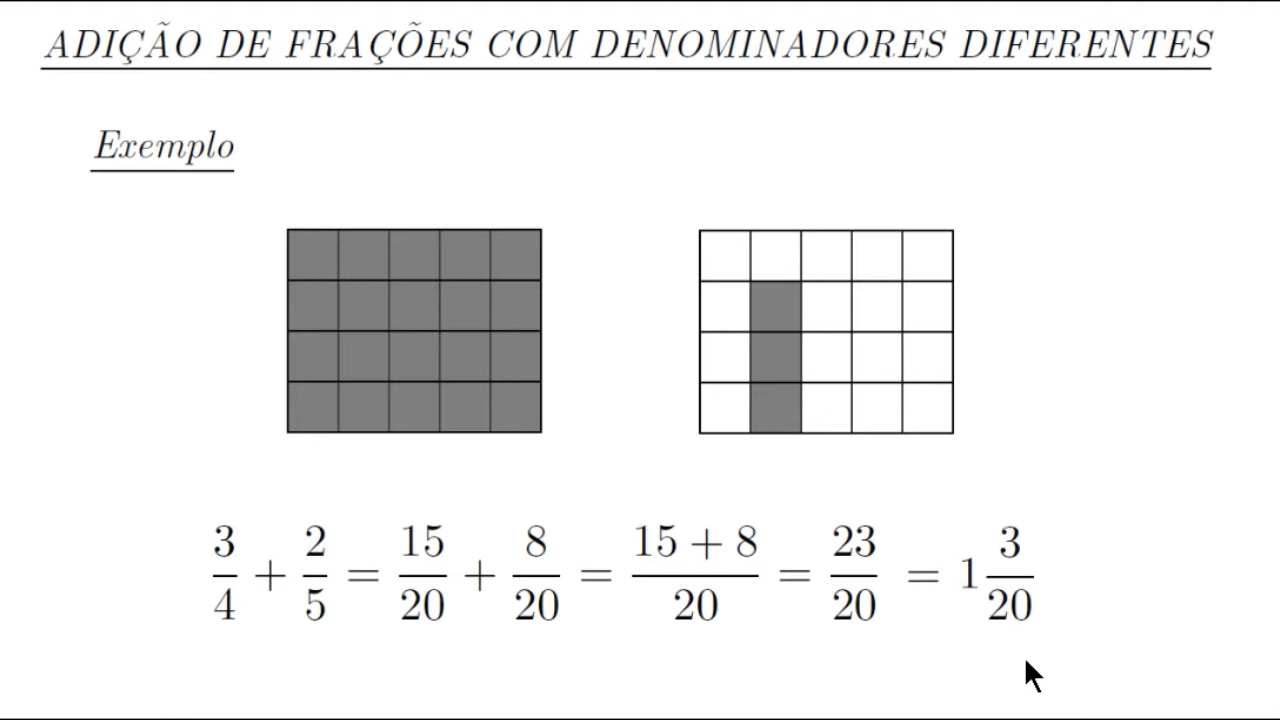 ADIÇÃO DE FRAÇÕES COM DENOMINADORES DIFERENTES
Exemplo
3/4 + 2/5 = 15/20 + 8/20 = 15 + 8/20 = 23/20 = 1 3/20